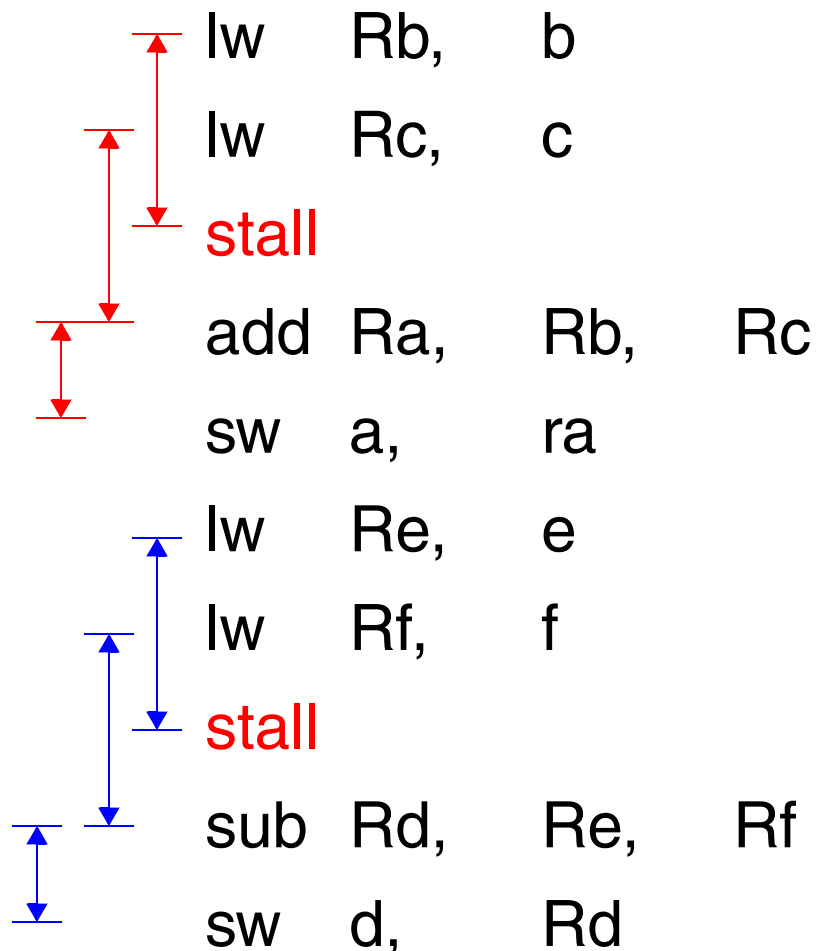 lw Rb, b
lw Rc, c
stall
add Ra, Rb, Rc
sw a, ra
lw Re, e
lw Rf, f
stall
sub Rd, Re, Rf
sw d, Rd